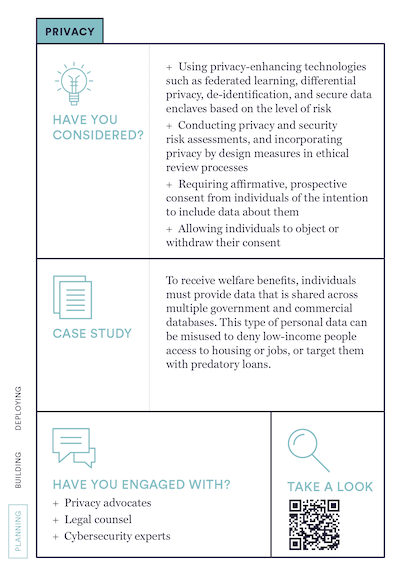 PRIVACY
HAVE YOU
CONSIDERED?
+ Using privacy-enhancing technologies
such as federated learning, differential
privacy, de-identification, and secure data
enclaves based on the level of risk
+ Conducting privacy and security
risk assessments, and incorporating
privacy by design measures in ethical
review processes
+ Requiring affirmative, prospective
consent from individuals of the intention
to include data about them
+ Allowing individuals to object or
withdraw their consent
CASE STUDY
To receive welfare benefits, individuals
must provide data that is shared across
multiple government and commercial
databases. This type of personal data can
be misused to deny low-income people
access to housing or jobs, or target them
with predatory loans.
HAVE YOU ENGAGED WITH?
+ Privacy advocates
+ Legal counsel
+ Cybersecurity experts
TAKE A LOOK
PLANNING
BUILDING
DEPLOYING